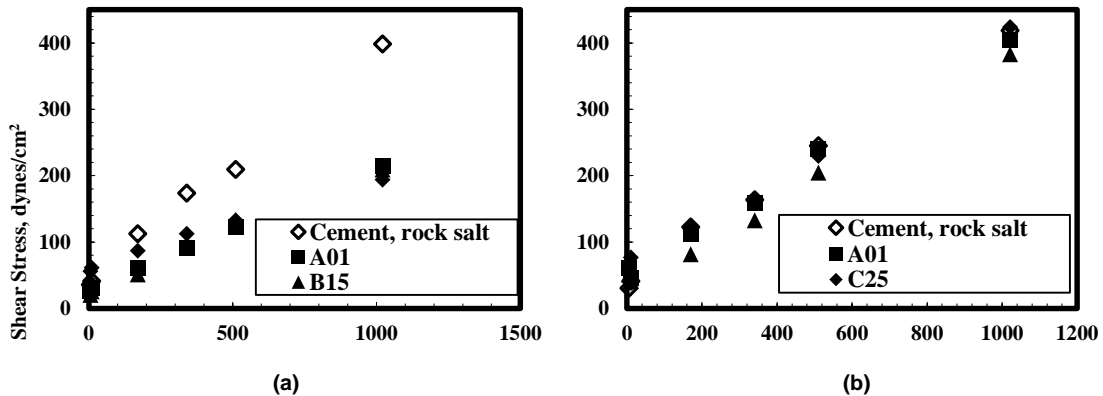 Shear Stress, dynes/cm²
400
300
200
100
0
0 500 1000 1500
Cement, rock salt
A01
B15
(a)
400
300
200
100
0
0 200 400 600 800 1000 1200
Cement, rock salt
A01
C25
(b)